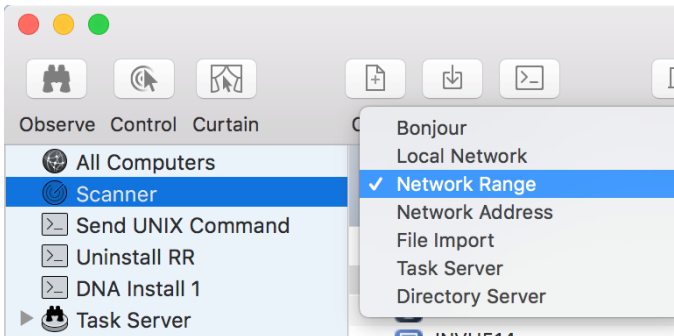 Observe Control Curtain
All Computers
Scanner
Send UNIX Command
Uninstall RR
DNA Install 1
Task Server
Bonjour
Local Network
Network Range
Network Address
File Import
Task Server
Directory Server